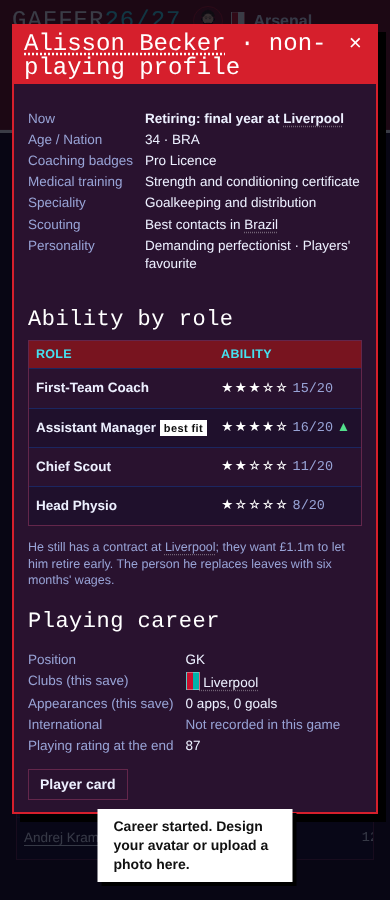 GAFFER26/27 Arsenal
Alisson Becker · non-playing profile ×
Now Retiring: final year at Liverpool
Age / Nation 34 · BRA
Coaching badges Pro Licence
Medical training Strength and conditioning certificate
Speciality Goalkeeping and distribution
Scouting Best contacts in Brazil
Personality Demanding perfectionist · Players'
favourite
Ability by role
ROLE ABILITY
First-Team Coach ★★★☆☆ 15/20
Assistant Manager best fit ★★★★☆ 16/20 ▲
Chief Scout ★★☆☆☆ 11/20
Head Physio ★☆☆☆☆ 8/20
He still has a contract at Liverpool; they want £1.1m to let
him retire early. The person he replaces leaves with six
months' wages.
Playing career
Position GK
Clubs (this save) Liverpool
Appearances (this save) 0 apps, 0 goals
International Not recorded in this game
Playing rating at the end 87
Player card
Career started. Design
your avatar or upload a
photo here.
Andrej Kram